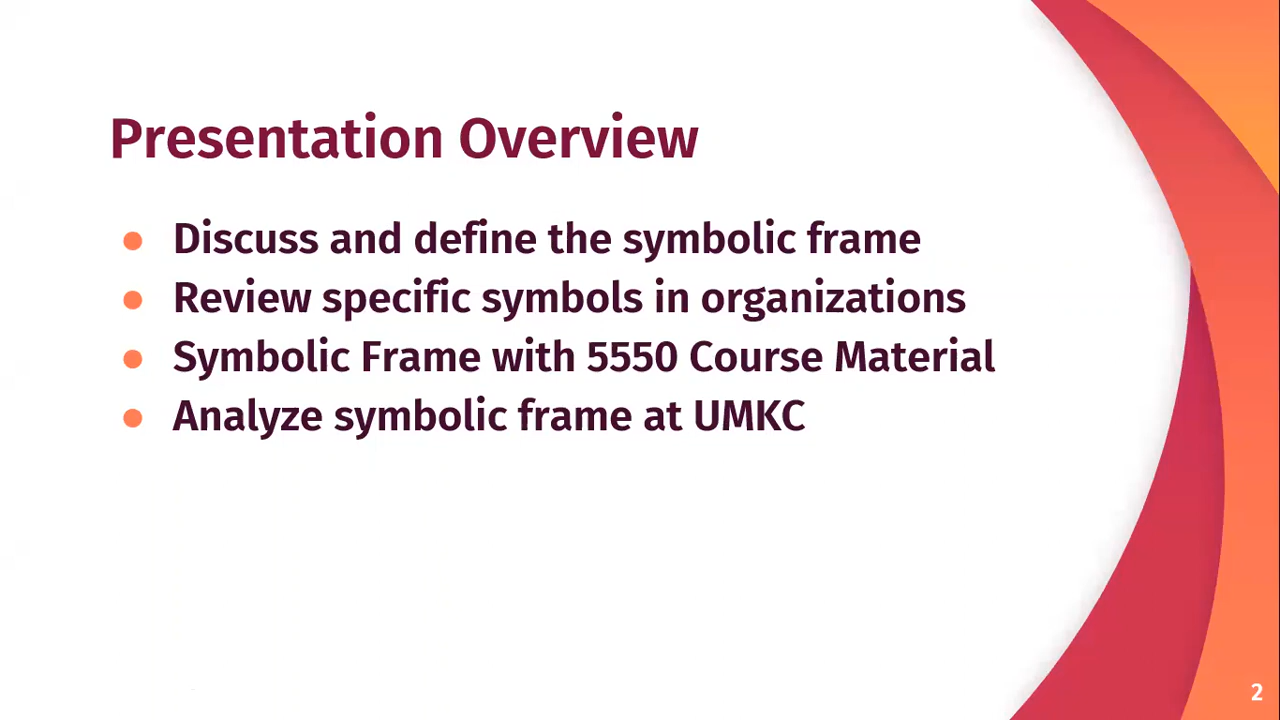 Presentation Overview
● Discuss and define the symbolic frame
● Review specific symbols in organizations
● Symbolic Frame with 5550 Course Material
● Analyze symbolic frame at UMKC
2